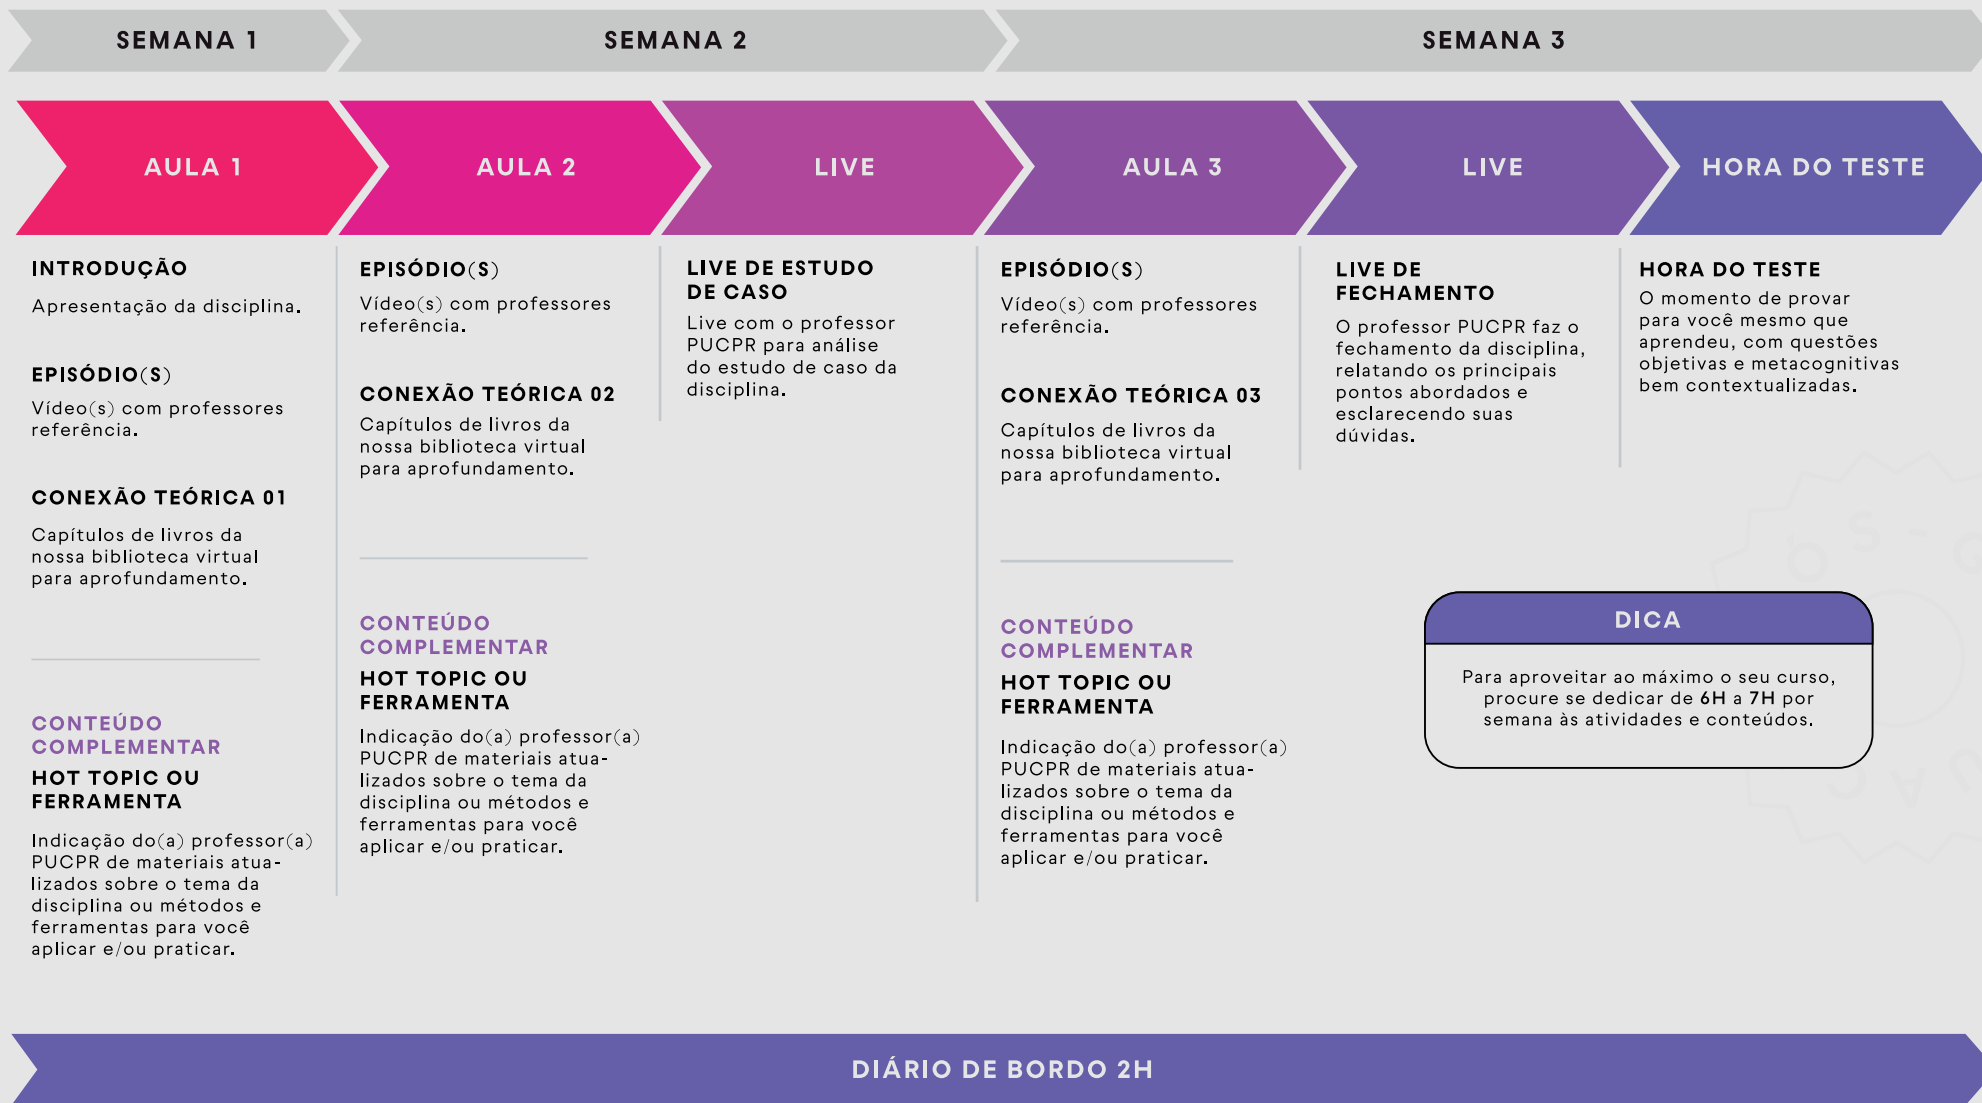 SEMANA 1
SEMANA 2
SEMANA 3
AULA 1
AULA 2
LIVE
AULA 3
LIVE
HORA DO TESTE
INTRODUÇÃO
Apresentação da disciplina.
EPISÓDIO(S)
Vídeo(s) com professores
referência.
CONEXÃO TEÓRICA 01
Capítulos de livros da
nossa biblioteca virtual
para aprofundamento.
CONTEÚDO
COMPLEMENTAR
HOT TOPIC OU
FERRAMENTA
Indicação do(a) professor(a)
PUCPR de materiais atua-
lizados sobre o tema da
disciplina ou métodos e
ferramentas para você
aplicar e/ou praticar.
EPISÓDIO(S)
Vídeo(s) com professores
referência.
CONEXÃO TEÓRICA 02
Capítulos de livros da
nossa biblioteca virtual
para aprofundamento.
CONTEÚDO
COMPLEMENTAR
HOT TOPIC OU
FERRAMENTA
Indicação do(a) professor(a)
PUCPR de materiais atua-
lizados sobre o tema da
disciplina ou métodos e
ferramentas para você
aplicar e/ou praticar.
LIVE DE ESTUDO
DE CASO
Live com o professor
PUCPR para análise
do estudo de caso da
disciplina.
EPISÓDIO(S)
Vídeo(s) com professores
referência.
CONEXÃO TEÓRICA 03
Capítulos de livros da
nossa biblioteca virtual
para aprofundamento.
CONTEÚDO
COMPLEMENTAR
HOT TOPIC OU
FERRAMENTA
Indicação do(a) professor(a)
PUCPR de materiais atua-
lizados sobre o tema da
disciplina ou métodos e
ferramentas para você
aplicar e/ou praticar.
LIVE DE
FECHAMENTO
O professor PUCPR faz o
fechamento da disciplina,
relatando os principais
pontos abordados e
esclarecendo suas
dúvidas.
HORA DO TESTE
O momento de provar
para você mesmo que
aprendeu, com questões
objetivas e metacognitivas
bem contextualizadas.
DICA
Para aproveitar ao máximo o seu curso,
procure se dedicar de 6H a 7H por
semana às atividades e conteúdos.
DIÁRIO DE BORDO 2H